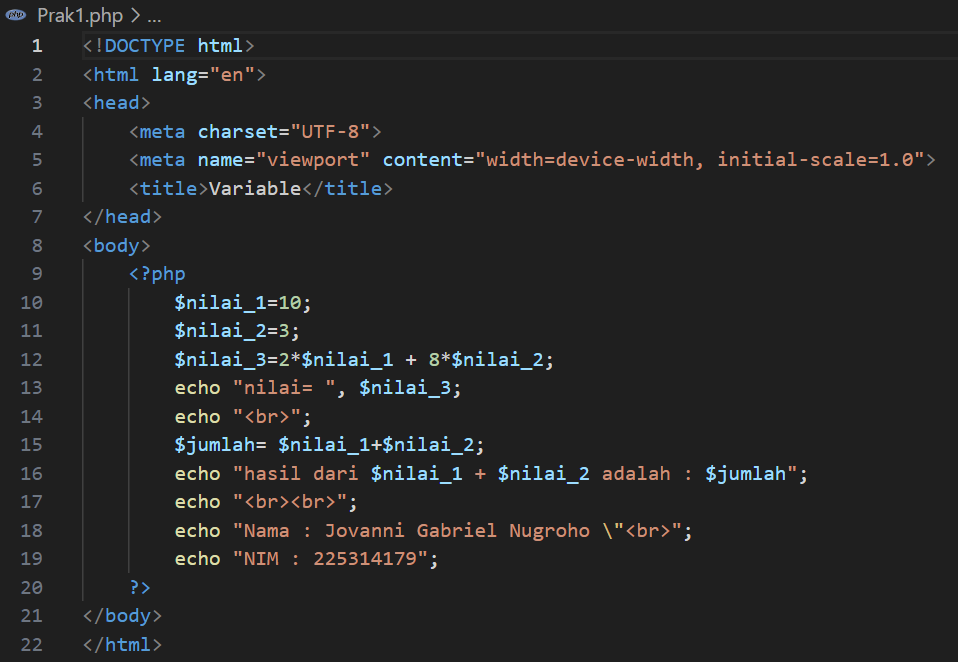 Prak1.php > ...
1 <!DOCTYPE html>
2 <html lang="en">
3 <head>
4     <meta charset="UTF-8">
5     <meta name="viewport" content="width=device-width, initial-scale=1.0">
6     <title>Variable</title>
7 </head>
8 <body>
9     <?php
10         $nilai_1=10;
11         $nilai_2=3;
12         $nilai_3=2*$nilai_1 + 8*$nilai_2;
13         echo "nilai= ", $nilai_3;
14         echo "<br>";
15         $jumlah= $nilai_1+$nilai_2;
16         echo "hasil dari $nilai_1 + $nilai_2 adalah : $jumlah";
17         echo "<br><br>";
18         echo "Nama : Jovanni Gabriel Nugroho \"<br>";
19         echo "NIM : 225314179";
20     ?>
21 </body>
22 </html>